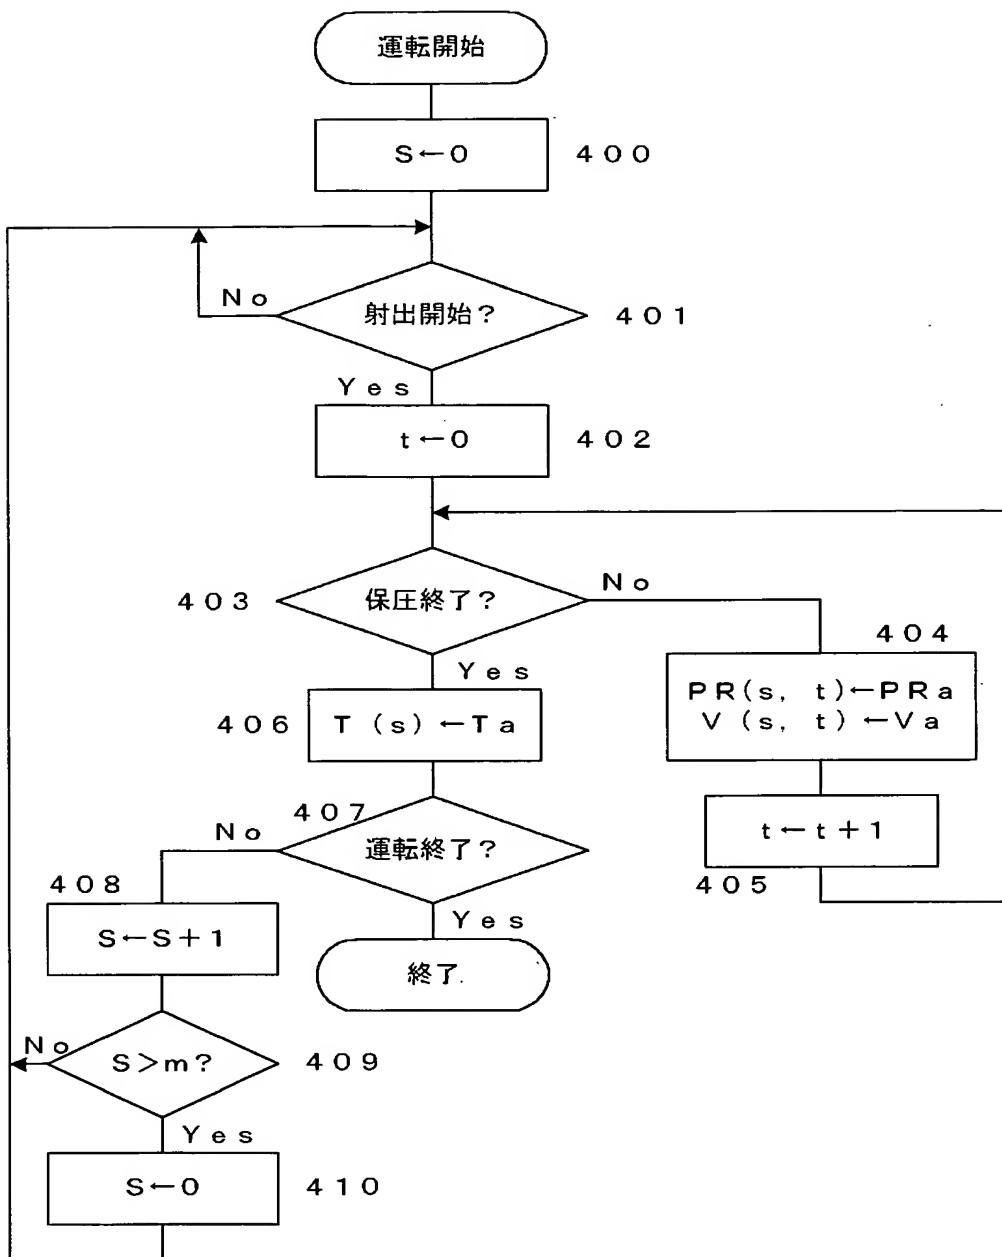 運転開始
S←0
400
No
射出開始?
401
Yes
t←0
402
403
保圧終了?
No
404
PR(s, t)←PRa
V(s, t)←Va
Yes
406
T(s)←Ta
t←t+1
405
407
No
運転終了?
408
Yes
S←S+1
終了
No
S>m?
409
Yes
S←0
410